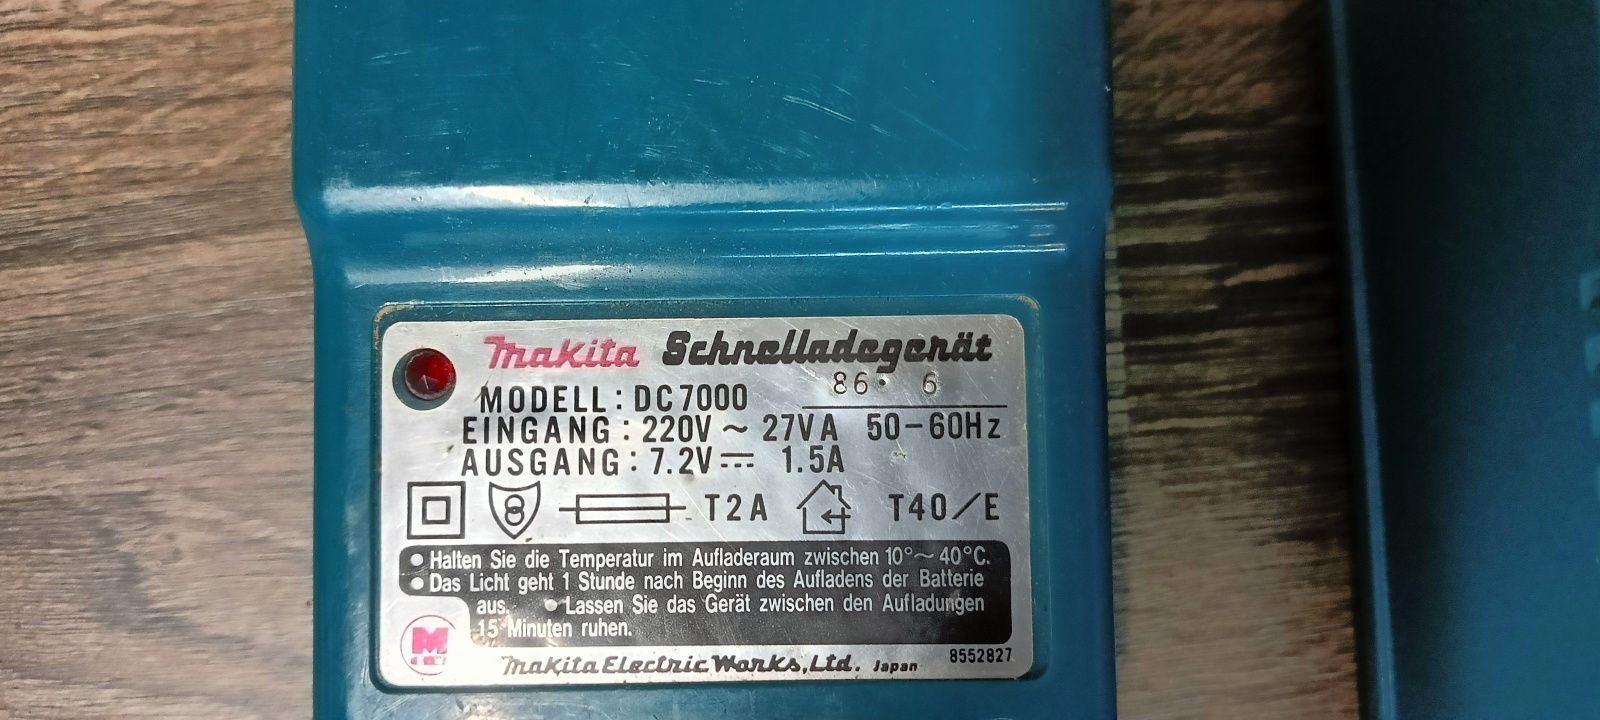 Makita Schnelladegerät
86. 6
MODELL: DC7000
EINGANG: 220V ~ 27VA 50-60Hz
AUSGANG: 7.2V⎓ 1.5A
T2A T40/E
• Halten Sie die Temperatur im Aufladeraum zwischen 10°~ 40°C.
• Das Licht geht 1 Stunde nach Beginn des Aufladens der Batterie
aus. • Lassen Sie das Gerät zwischen den Aufladungen
15 Minuten ruhen.
M
Makita Electric Works, Ltd. Japan 8552827